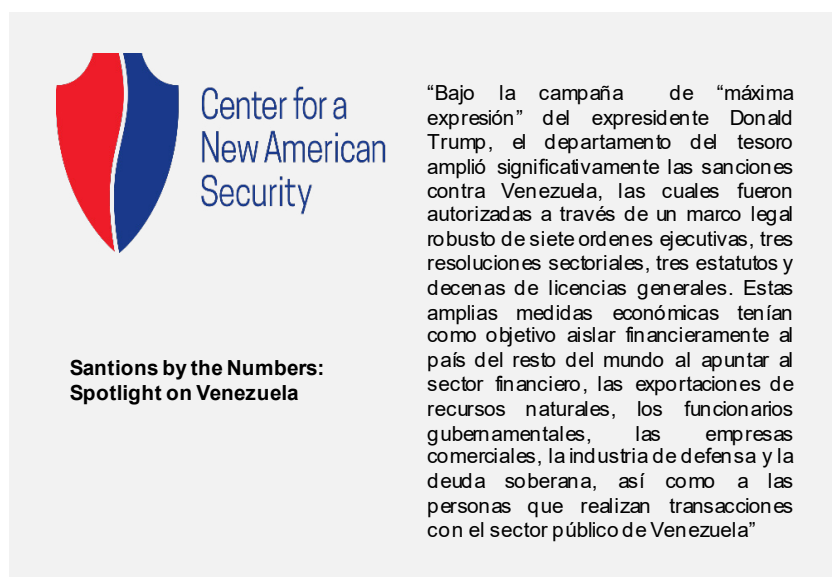 Center for a
New American
Security
Santions by the Numbers:
Spotlight on Venezuela
“Bajo la campaña de “máxima
expresión” del expresidente Donald
Trump, el departamento del tesoro
amplió significativamente las sanciones
contra Venezuela, las cuales fueron
autorizadas a través de un marco legal
robusto de siete ordenes ejecutivas, tres
resoluciones sectoriales, tres estatutos y
decenas de licencias generales. Estas
amplias medidas económicas tenían
como objetivo aislar financieramente al
país del resto del mundo al apuntar al
sector financiero, las exportaciones de
recursos naturales, los funcionarios
gubernamentales, las empresas
comerciales, la industria de defensa y la
deuda soberana, así como a las
personas que realizan transacciones
con el sector público de Venezuela”